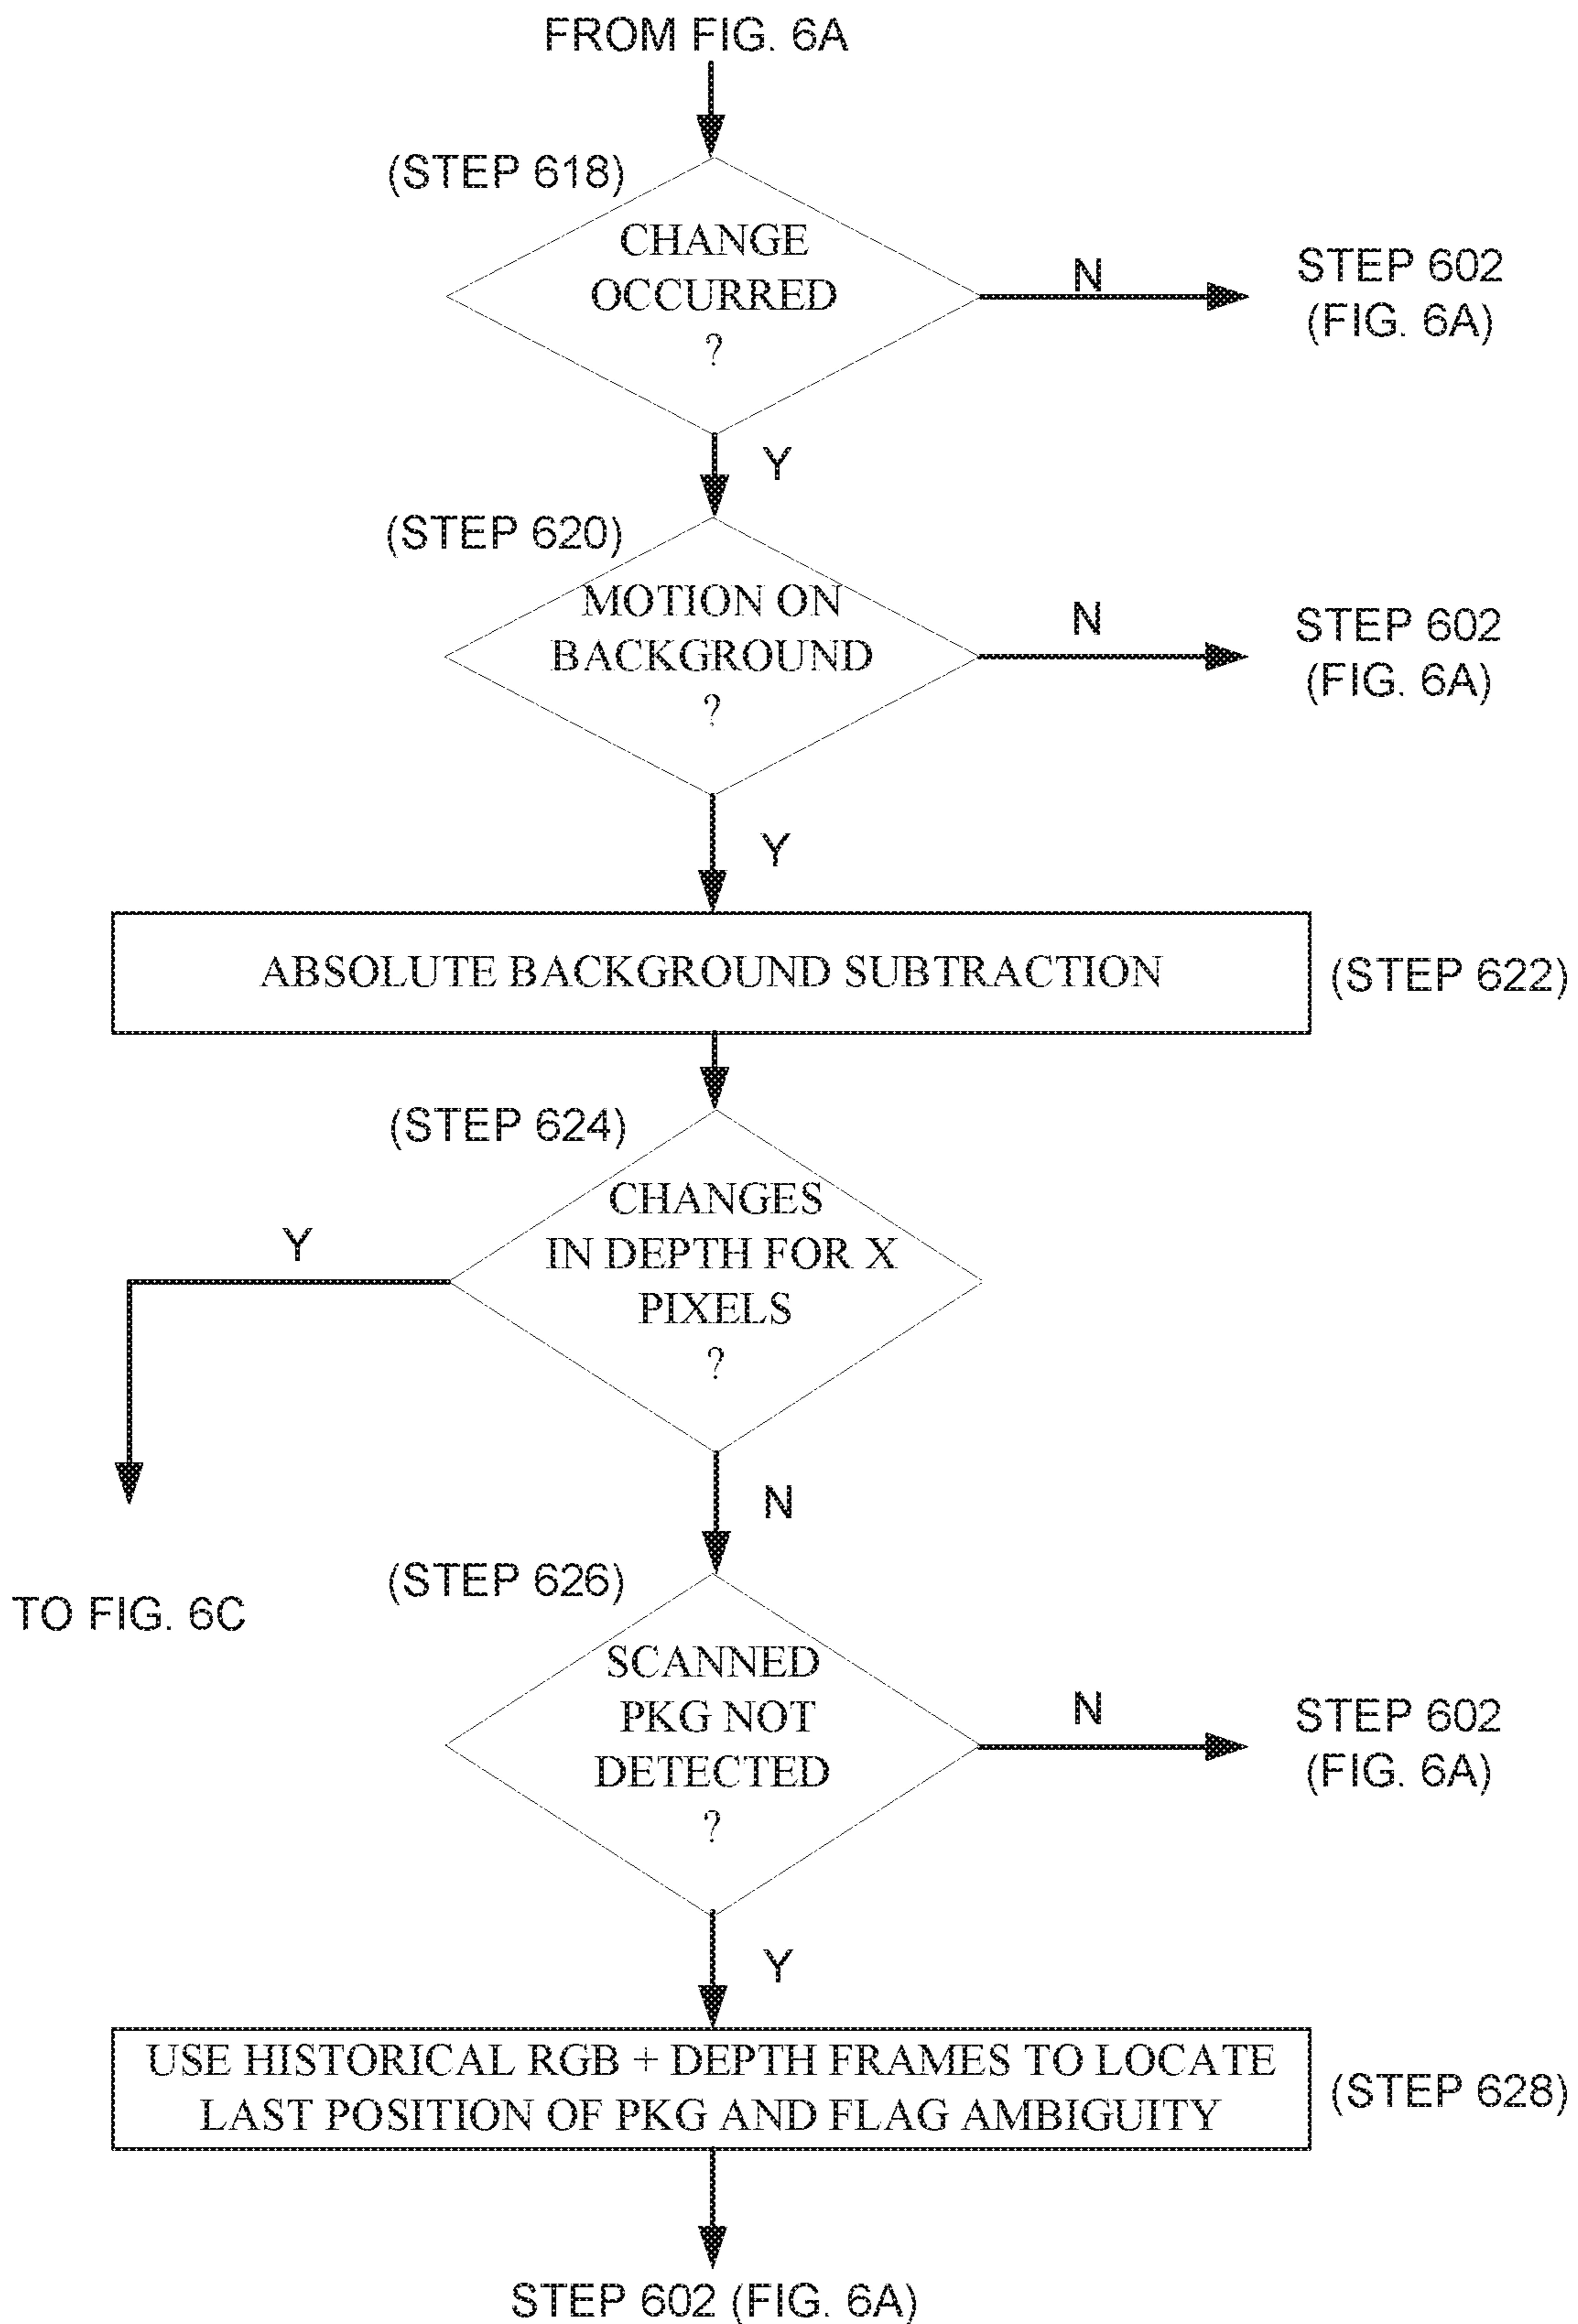 FROM FIG. 6A
(STEP 618)
CHANGE
OCCURRED
?
N
STEP 602
(FIG. 6A)
Y
(STEP 620)
MOTION ON
BACKGROUND
?
N
STEP 602
(FIG. 6A)
Y
ABSOLUTE BACKGROUND SUBTRACTION
(STEP 622)
(STEP 624)
CHANGES
IN DEPTH FOR X
PIXELS
?
Y
TO FIG. 6C
N
(STEP 626)
SCANNED
PKG NOT
DETECTED
?
N
STEP 602
(FIG. 6A)
Y
USE HISTORICAL RGB + DEPTH FRAMES TO LOCATE
LAST POSITION OF PKG AND FLAG AMBIGUITY
(STEP 628)
STEP 602 (FIG. 6A)